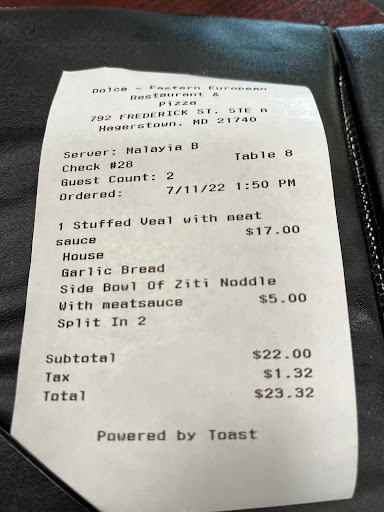 Dolce - Eastern European
Restaurant &
Pizza
792 FREDERICK ST. STE A
Hagerstown, MD 21740
Server: Malayia B
Check #28 Table 8
Guest Count: 2
Ordered: 7/11/22 1:50 PM
1 Stuffed Veal with meat
sauce $17.00
House
Garlic Bread
Side Bowl Of Ziti Noddle
With meatsauce $5.00
Split In 2
Subtotal $22.00
Tax $1.32
Total $23.32
Powered by Toast